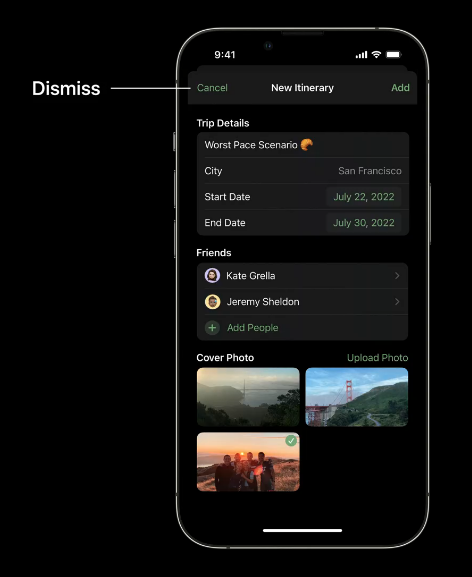 9:41
Dismiss
Cancel New Itinerary Add
Trip Details
Worst Pace Scenario 🥐
City San Francisco
Start Date July 22, 2022
End Date July 30, 2022
Friends
Kate Grella
Jeremy Sheldon
Add People
Cover Photo Upload Photo